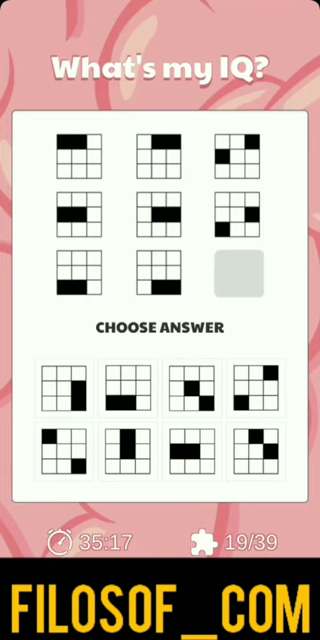 What's my IQ?
CHOOSE ANSWER
35:17
19/39
FILOSOF_COM